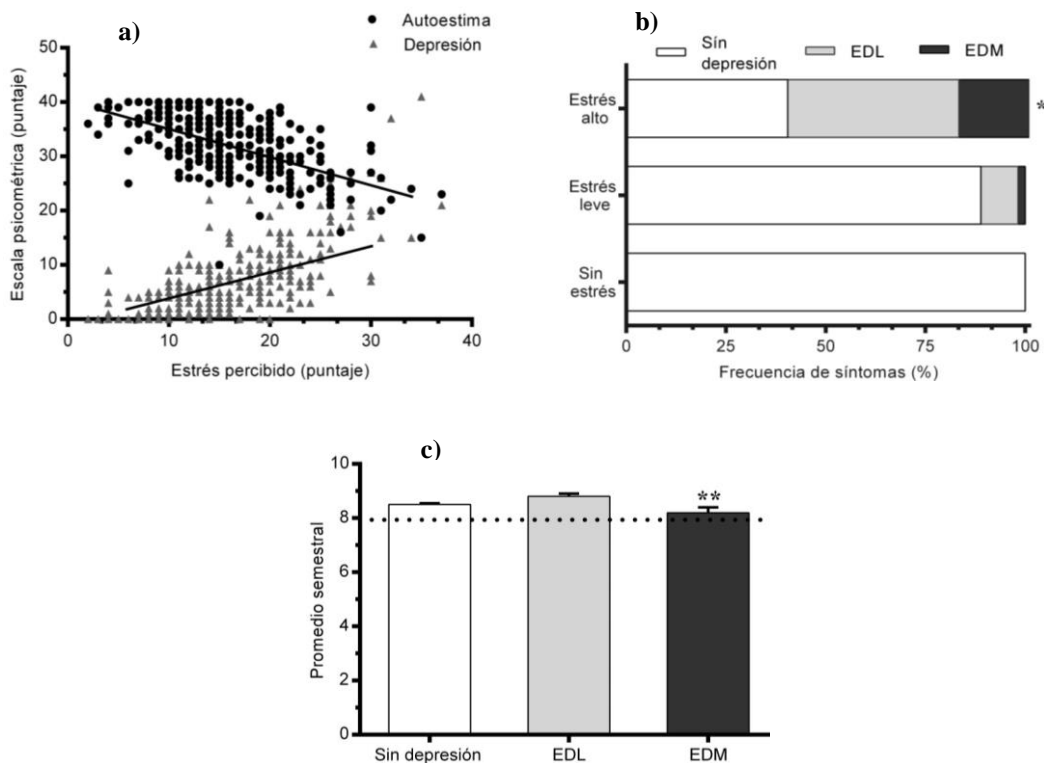 a)
Autoestima
Depresión
50
40
30
20
10
0
Escala psicométrica (puntaje)
0 10 20 30 40
Estrés percibido (puntaje)
b)
Sín depresión
EDL
EDM
Estrés
alto
*
Estrés
leve
Sin
estrés
0 25 50 75 100
Frecuencia de síntomas (%)
c)
10
8
6
4
2
0
Promedio semestral
**
Sin depresión EDL EDM